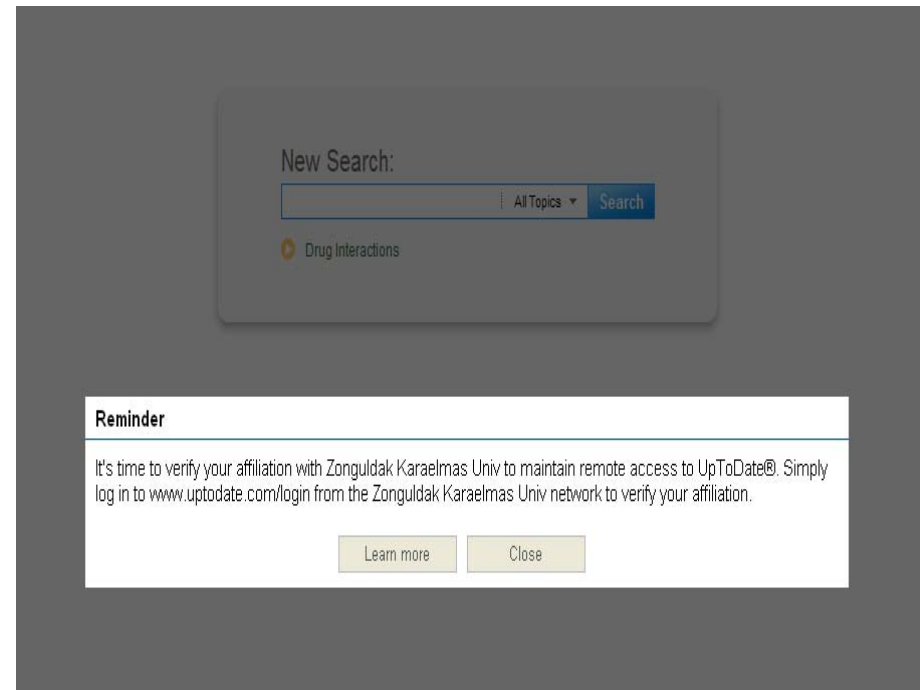 New Search:
All Topics Search
Drug Interactions
Reminder
It's time to verify your affiliation with Zonguldak Karaelmas Univ to maintain remote access to UpToDate®. Simply
log in to www.uptodate.com/login from the Zonguldak Karaelmas Univ network to verify your affiliation.
Learn more Close